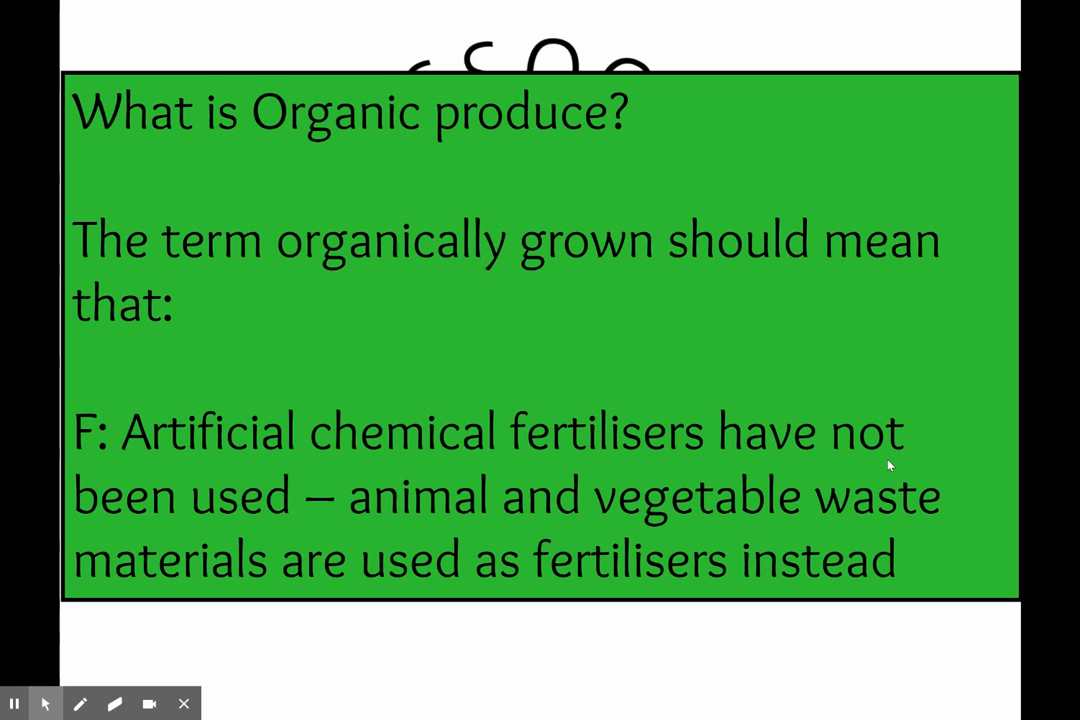 What is Organic produce?
The term organically grown should mean
that:
F: Artificial chemical fertilisers have not
been used – animal and vegetable waste
materials are used as fertilisers instead